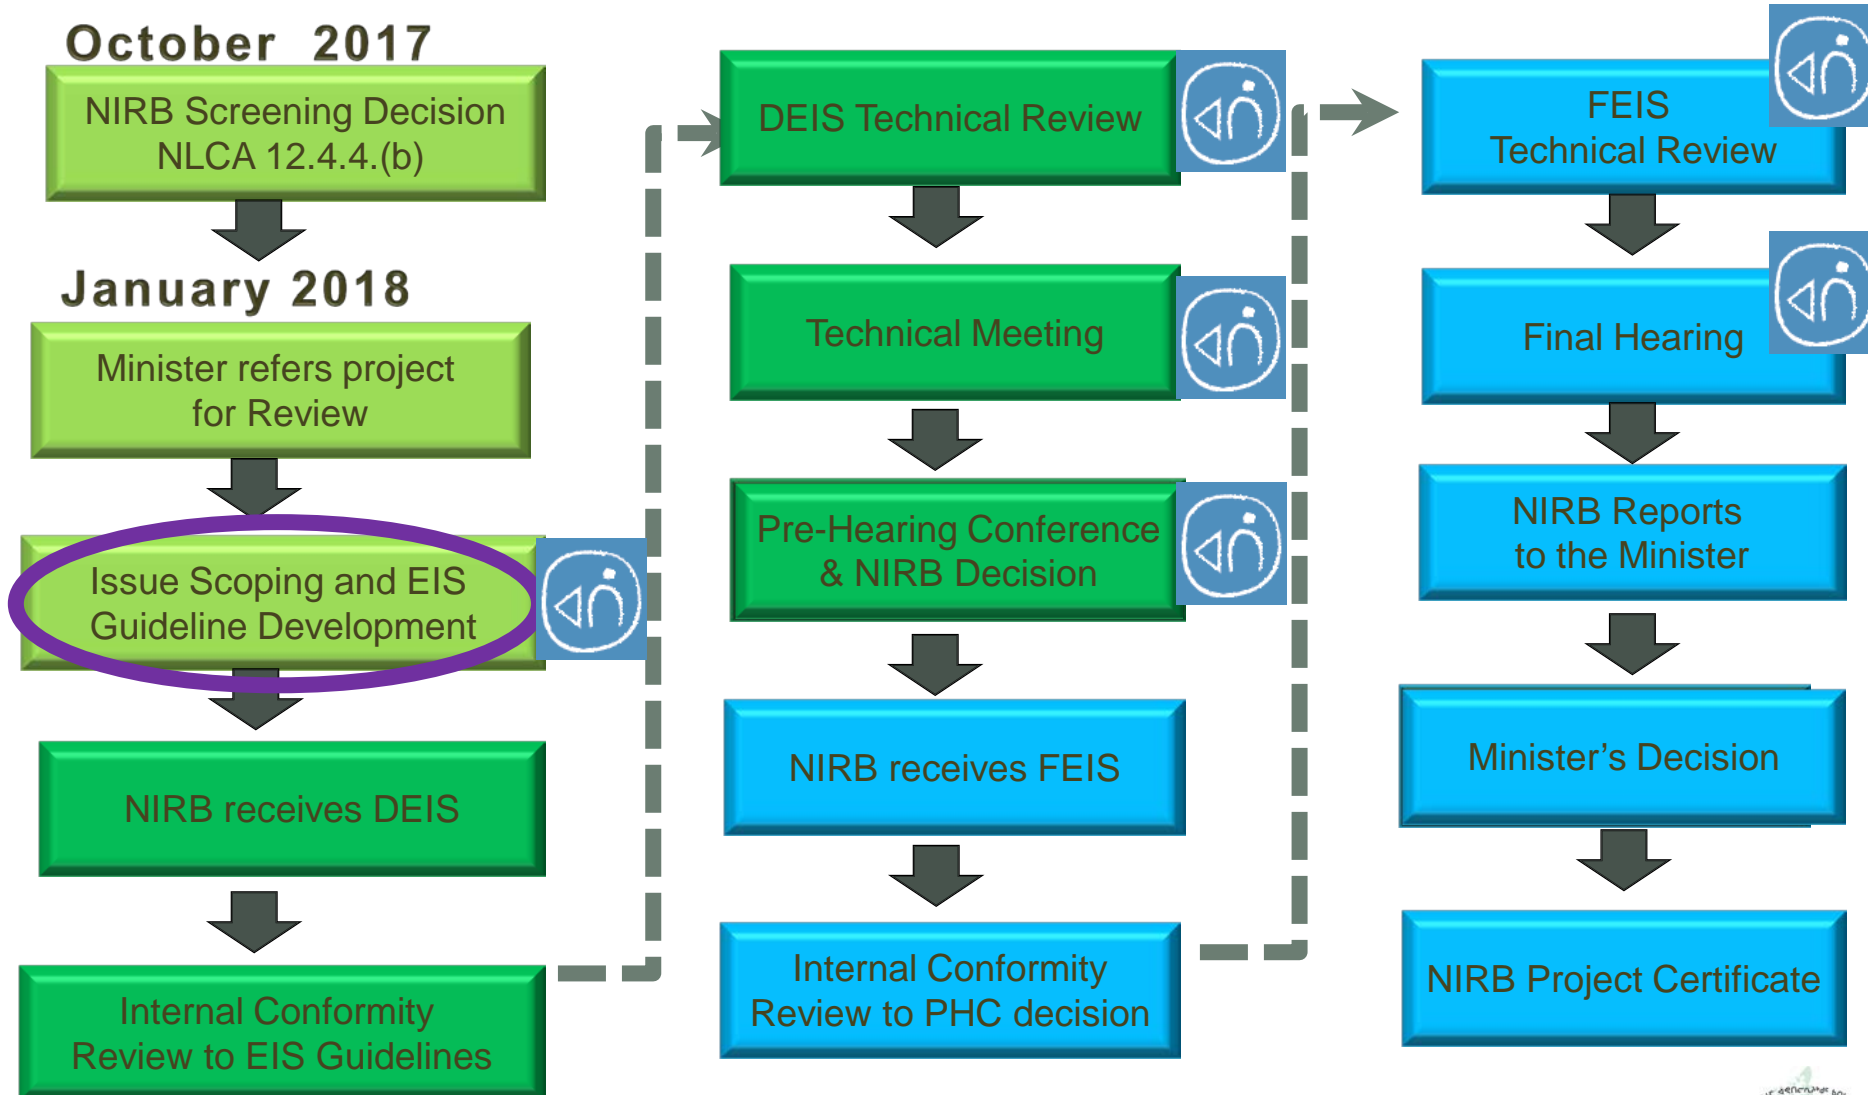 October 2017
NIRB Screening Decision
NLCA 12.4.4.(b)
January 2018
Minister refers project
for Review
Issue Scoping and EIS
Guideline Development
NIRB receives DEIS
Internal Conformity
Review to EIS Guidelines
DEIS Technical Review
Technical Meeting
Pre-Hearing Conference
& NIRB Decision
NIRB receives FEIS
Internal Conformity
Review to PHC decision
FEIS
Technical Review
Final Hearing
NIRB Reports
to the Minister
Minister’s Decision
NIRB Project Certificate